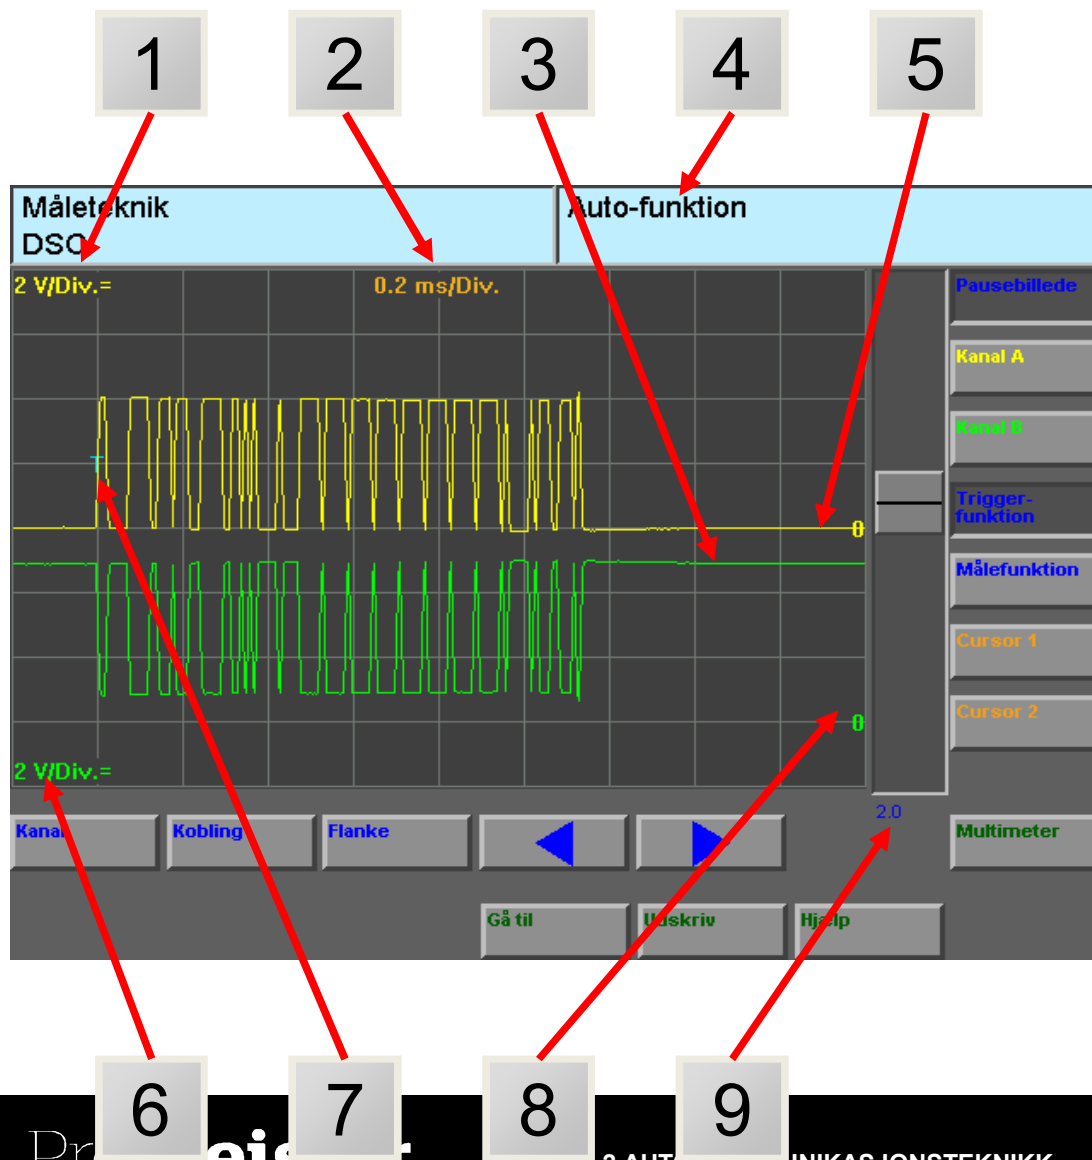 1 2 3 4 5
Måleteknik
DSO
Auto-funktion
2 V/Div.=
0.2 ms/Div.
Pausebillede
Kanal A
Kanal B
T
Trigger-
funktion
0
Målefunktion
Cursor 1
Cursor 2
0
2 V/Div.=
2.0
Kanal
Kobling
Flanke
Multimeter
Gå til
Udskriv
Hjælp
6 7 8 9